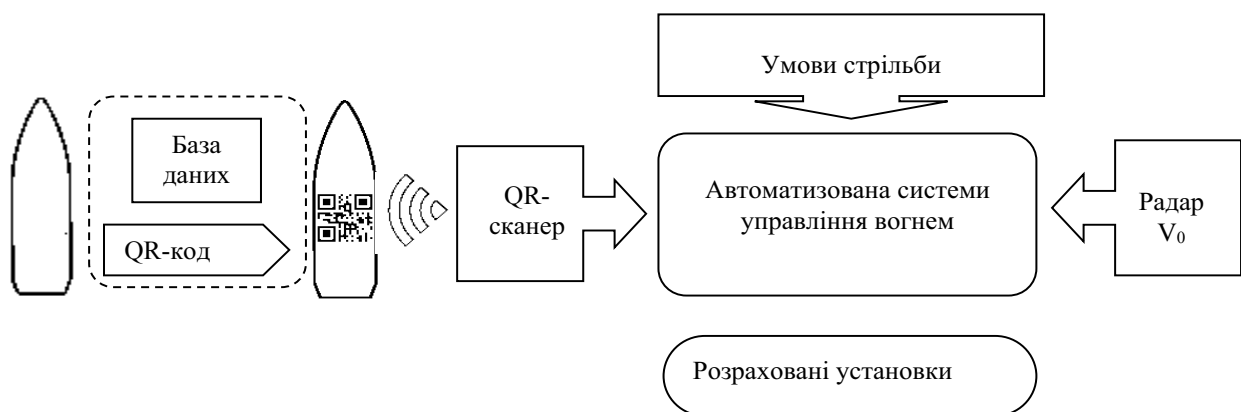 Умови стрільби
База
даних
QR-код
QR-
сканер
Автоматизована системи
управління вогнем
Радар
V₀
Розраховані установки